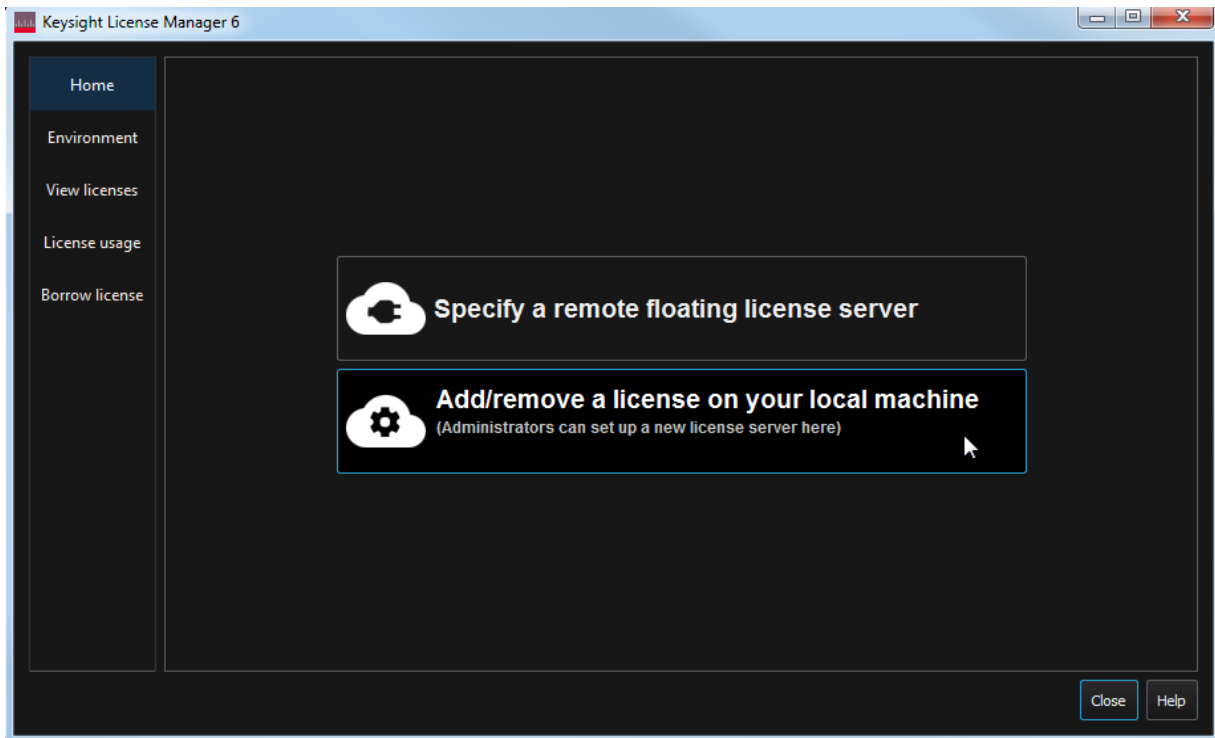 Keysight License Manager 6
Home
Environment
View licenses
License usage
Borrow license
Specify a remote floating license server
Add/remove a license on your local machine
(Administrators can set up a new license server here)
Close
Help